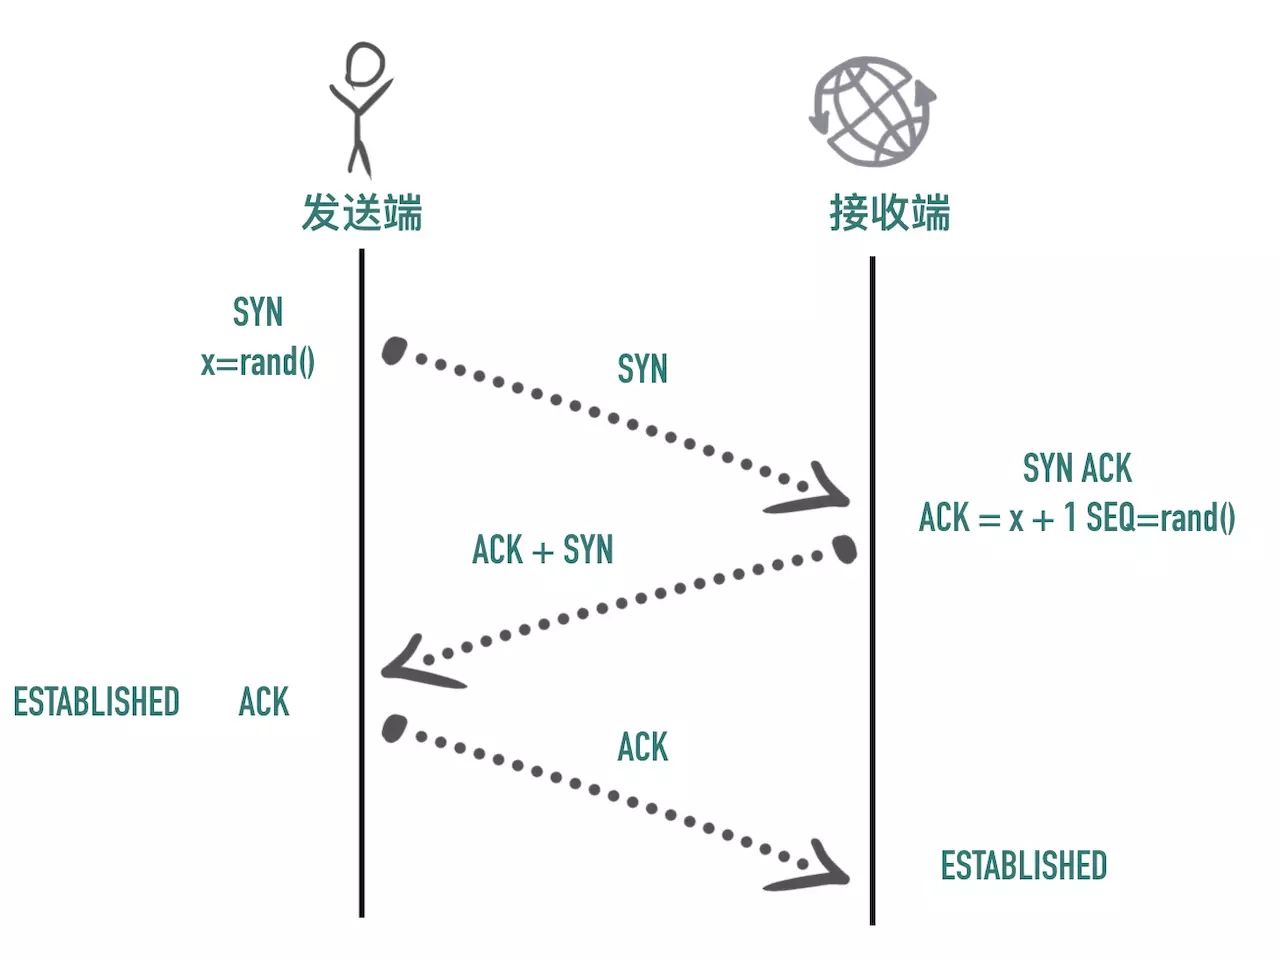 发送端
接收端
SYN
x=rand()
SYN
SYN ACK
ACK = x + 1 SEQ=rand()
ACK + SYN
ESTABLISHED
ACK
ACK
ESTABLISHED